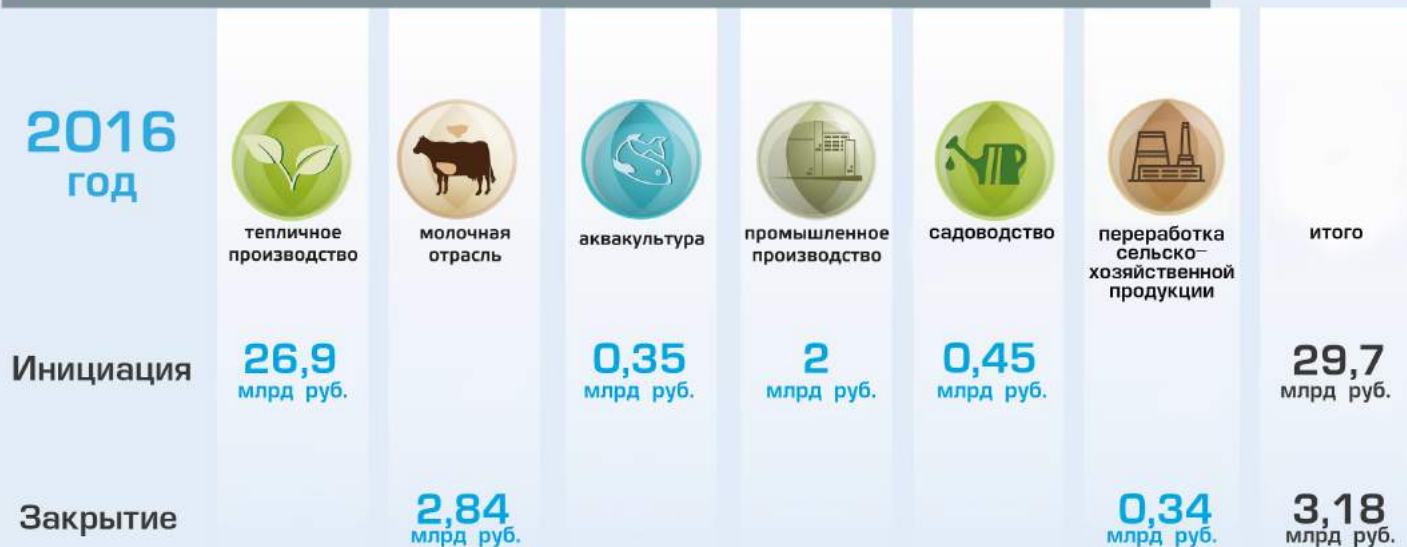 2016
год
тепличное
производство
молочная
отрасль
аквакультура
промышленное
производство
садоводство
переработка
сельско-
хозяйственной
продукции
итого
Инициация
26,9
млрд руб.
0,35
млрд руб.
2
млрд руб.
0,45
млрд руб.
29,7
млрд руб.
Закрытие
2,84
млрд руб.
0,34
млрд руб.
3,18
млрд руб.